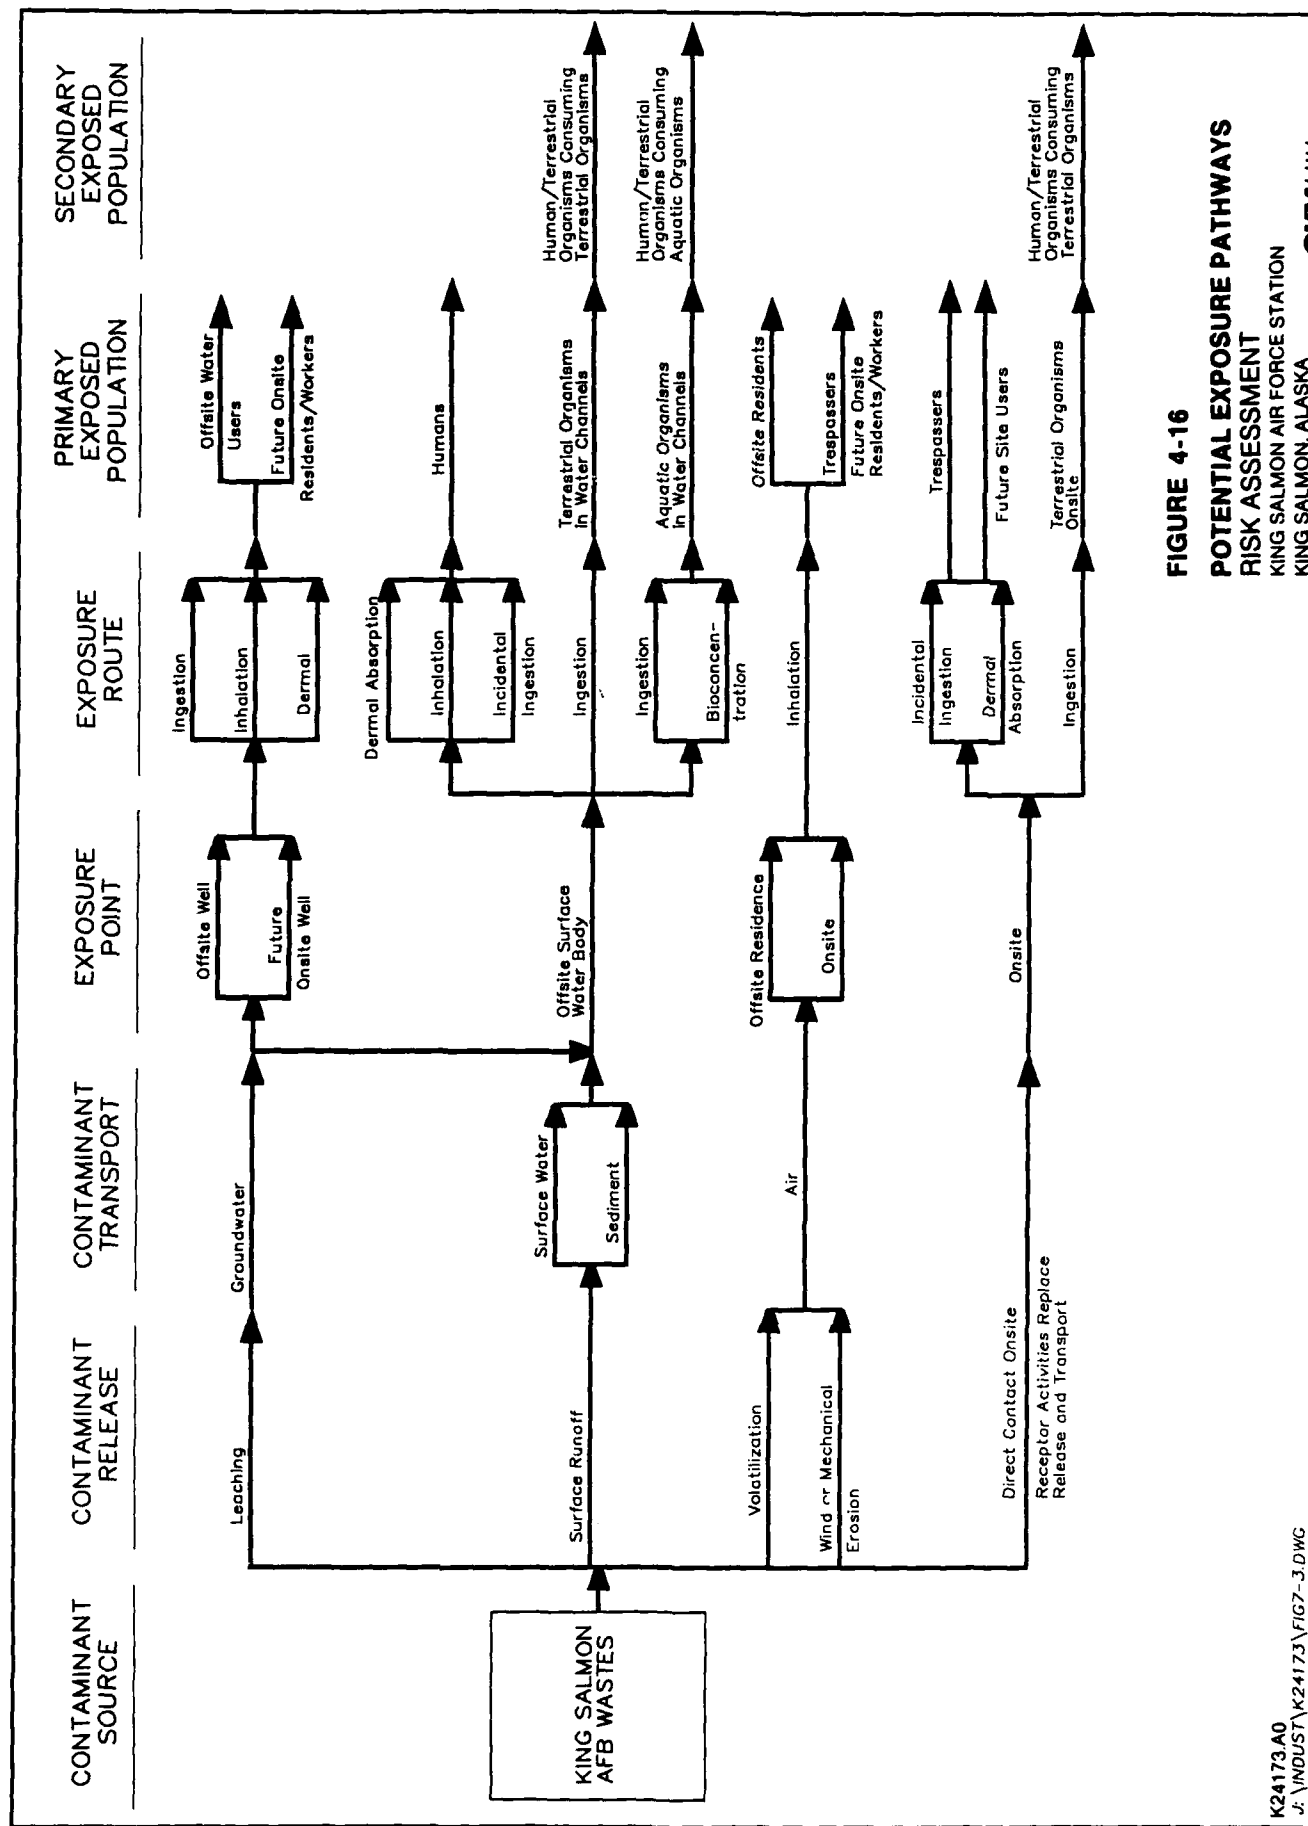 CONTAMINANT
SOURCE
CONTAMINANT
RELEASE
CONTAMINANT
TRANSPORT
EXPOSURE
POINT
EXPOSURE
ROUTE
PRIMARY
EXPOSED
POPULATION
SECONDARY
EXPOSED
POPULATION
KING SALMON
AFB WASTES
Leaching
Groundwater
Offsite Well
Future
Onsite Well
Ingestion
Inhalation
Dermal
Offsite Water
Users
Future Onsite
Residents/Workers
Surface Runoff
Surface Water
Sediment
Offsite Surface
Water Body
Dermal Absorption
Inhalation
Incidental
Ingestion
Humans
Ingestion
Terrestrial Organisms
in Water Channels
Human/Terrestrial
Organisms Consuming
Terrestrial Organisms
Ingestion
Bioconcen-
tration
Aquatic Organisms
in Water Channels
Human/Terrestrial
Organisms Consuming
Aquatic Organisms
Volatilization
Wind or Mechanical
Erosion
Air
Offsite Residence
Onsite
Inhalation
Offsite Residents
Trespassers
Future Onsite
Residents/Workers
Direct Contact Onsite
Receptor Activities Replace
Release and Transport
Onsite
Incidental
Ingestion
Dermal
Absorption
Trespassers
Future Site Users
Ingestion
Terrestrial Organisms
Onsite
Human/Terrestrial
Organisms Consuming
Terrestrial Organisms
FIGURE 4-16
POTENTIAL EXPOSURE PATHWAYS
RISK ASSESSMENT
KING SALMON AIR FORCE STATION
KING SALMON, ALASKA
K24173.A0
J:\INDUST\K24173\FIG7-3.DWG